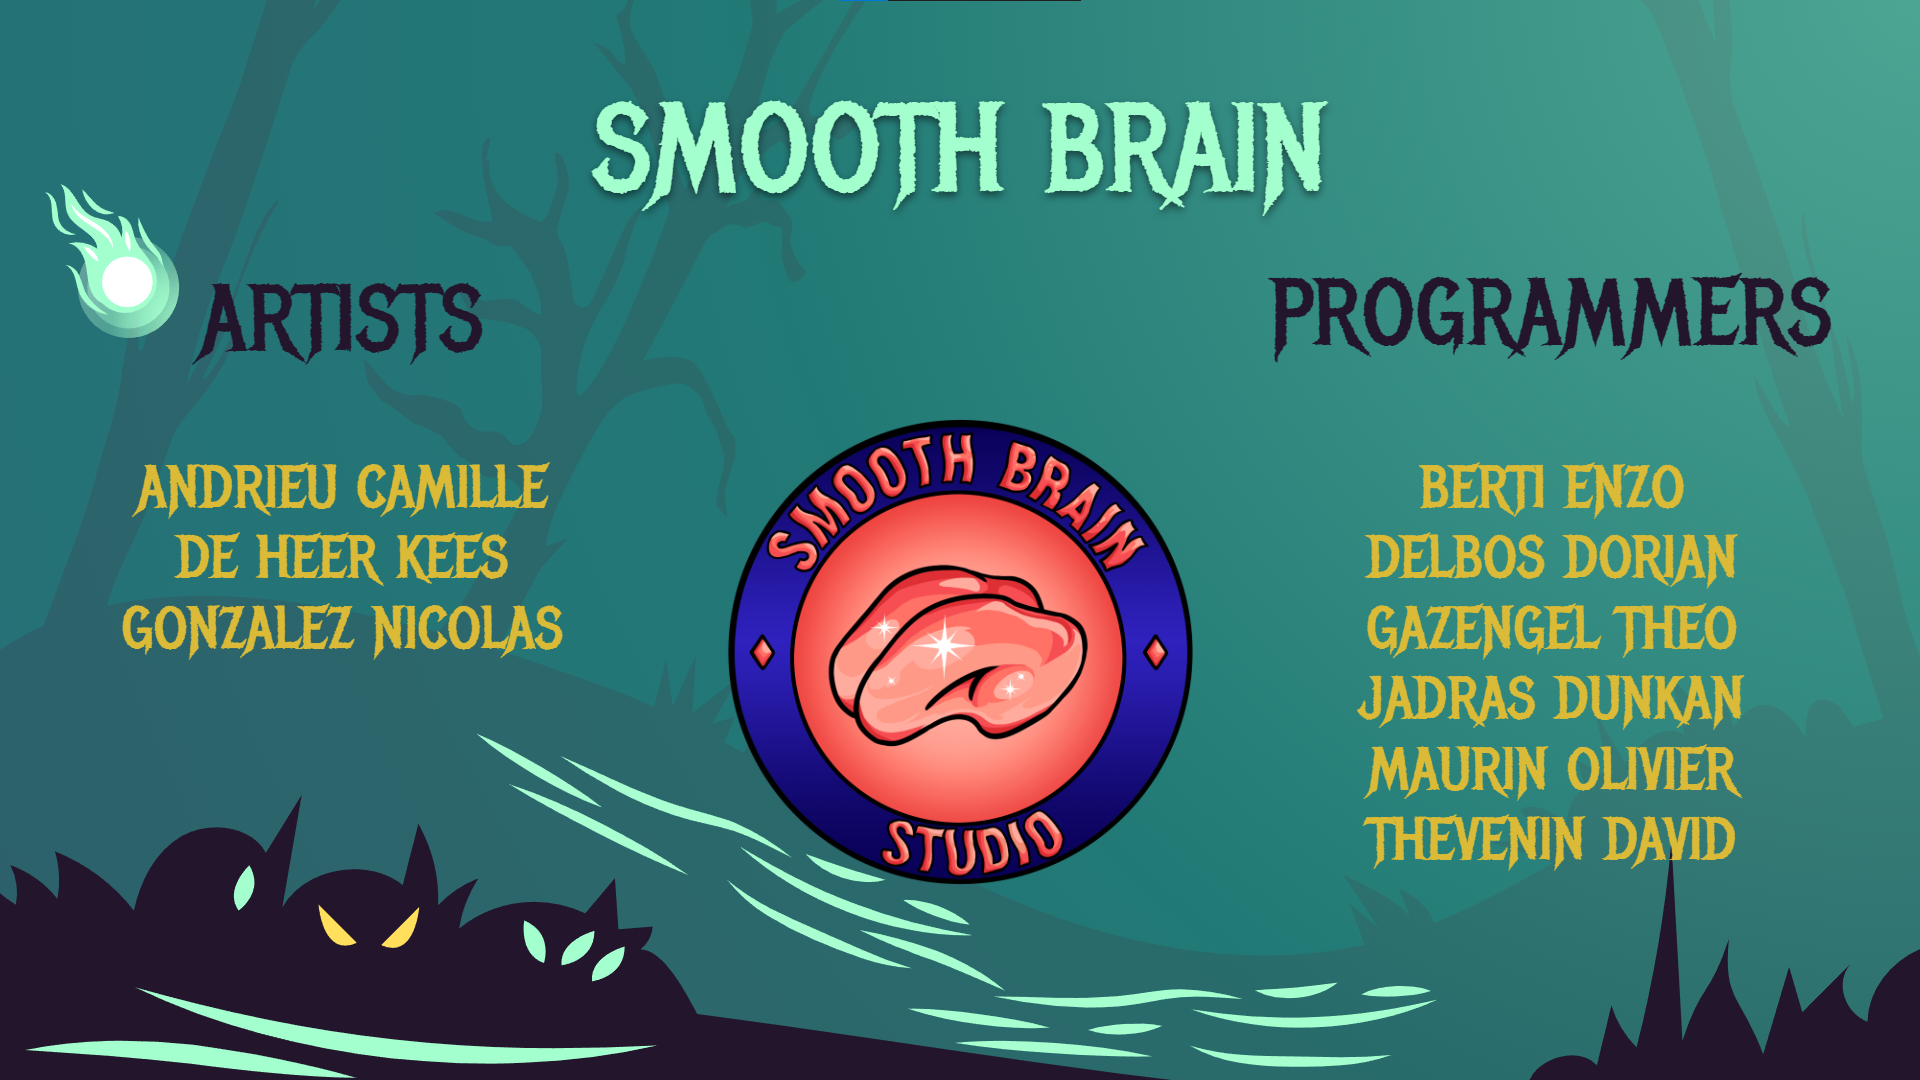 SMOOTH BRAIN
ARTISTS
ANDRIEU CAMILLE
DE HEER KEES
GONZALEZ NICOLAS
SMOOTH BRAIN
STUDIO
PROGRAMMERS
BERTI ENZO
DELBOS DORIAN
GAZENGEL THEO
JADRAS DUNKAN
MAURIN OLIVIER
THEVENIN DAVID